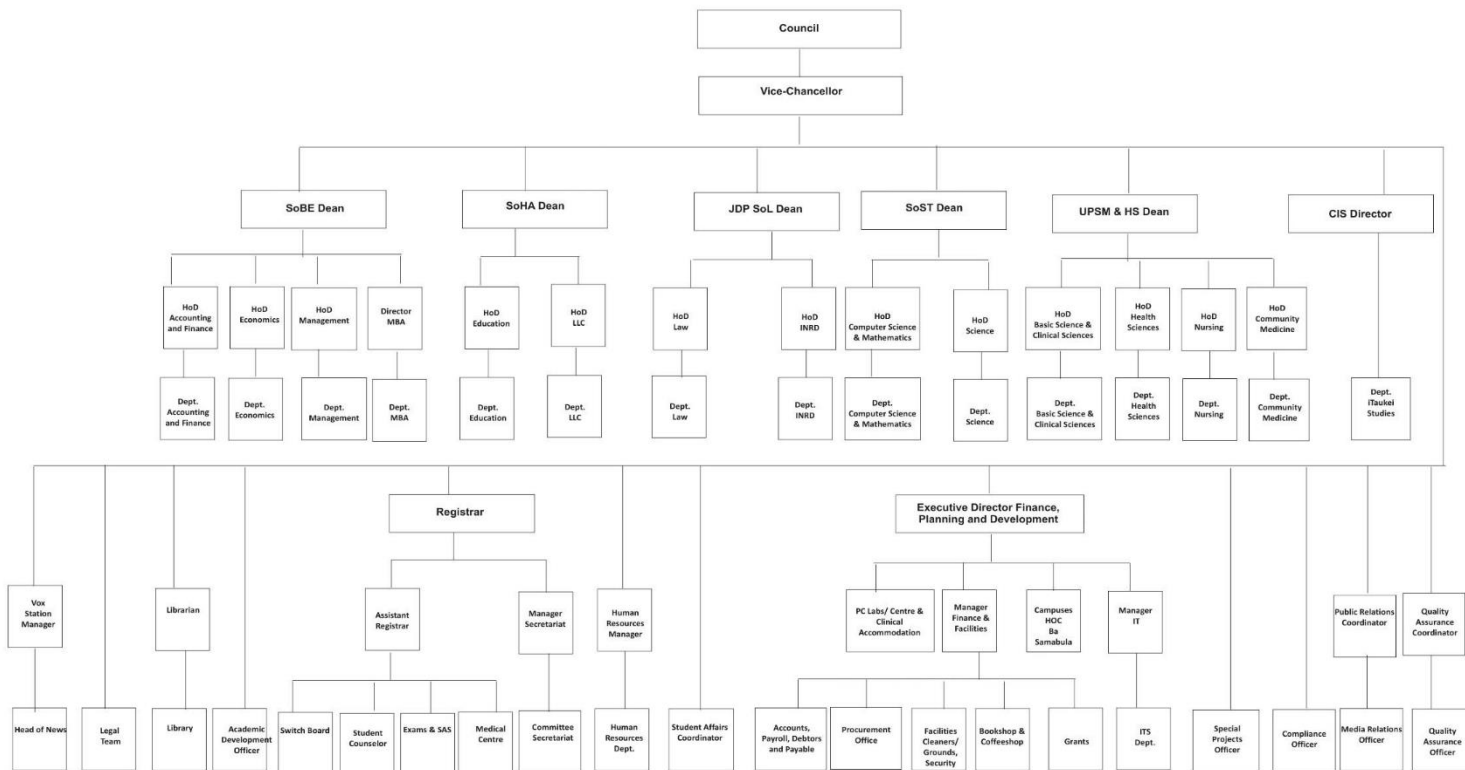 Council
Vice-Chancellor
SoBE Dean
SoHA Dean
JDP SoL Dean
SoST Dean
UPSM & HS Dean
CIS Director
HoD
Accounting
and Finance
HoD
Economics
HoD
Management
Director
MBA
HoD
Education
HoD
LLC
HoD
Law
HoD
INRD
HoD
Computer Science
& Mathematics
HoD
Science
HoD
Basic Science &
Clinical Sciences
HoD
Health
Sciences
HoD
Nursing
HoD
Community
Medicine
Dept.
Accounting
and Finance
Dept.
Economics
Dept.
Management
Dept.
MBA
Dept.
Education
Dept.
LLC
Dept.
Law
Dept.
INRD
Dept.
Computer Science
& Mathematics
Dept.
Science
Dept.
Basic Science &
Clinical Sciences
Dept.
Health
Sciences
Dept.
Nursing
Dept.
Community
Medicine
Dept.
iTaukei
Studies
Registrar
Executive Director Finance,
Planning and Development
Vox
Station
Manager
Librarian
Assistant
Registrar
Manager
Secretariat
Human
Resources
Manager
PC Labs/ Centre &
Clinical
Accommodation
Manager
Finance &
Facilities
Campuses
HOC
Ba
Samabula
Manager
IT
Public Relations
Coordinator
Quality
Assurance
Coordinator
Head of News
Legal
Team
Library
Academic
Development
Officer
Switch Board
Student
Counselor
Exams & SAS
Medical
Centre
Committee
Secretariat
Human
Resources
Dept.
Student Affairs
Coordinator
Accounts,
Payroll, Debtors
and Payable
Procurement
Office
Facilities
Cleaners/
Grounds,
Security
Bookshop &
Coffeeshop
Grants
ITS
Dept.
Special
Projects
Officer
Compliance
Officer
Media Relations
Officer
Quality
Assurance
Officer